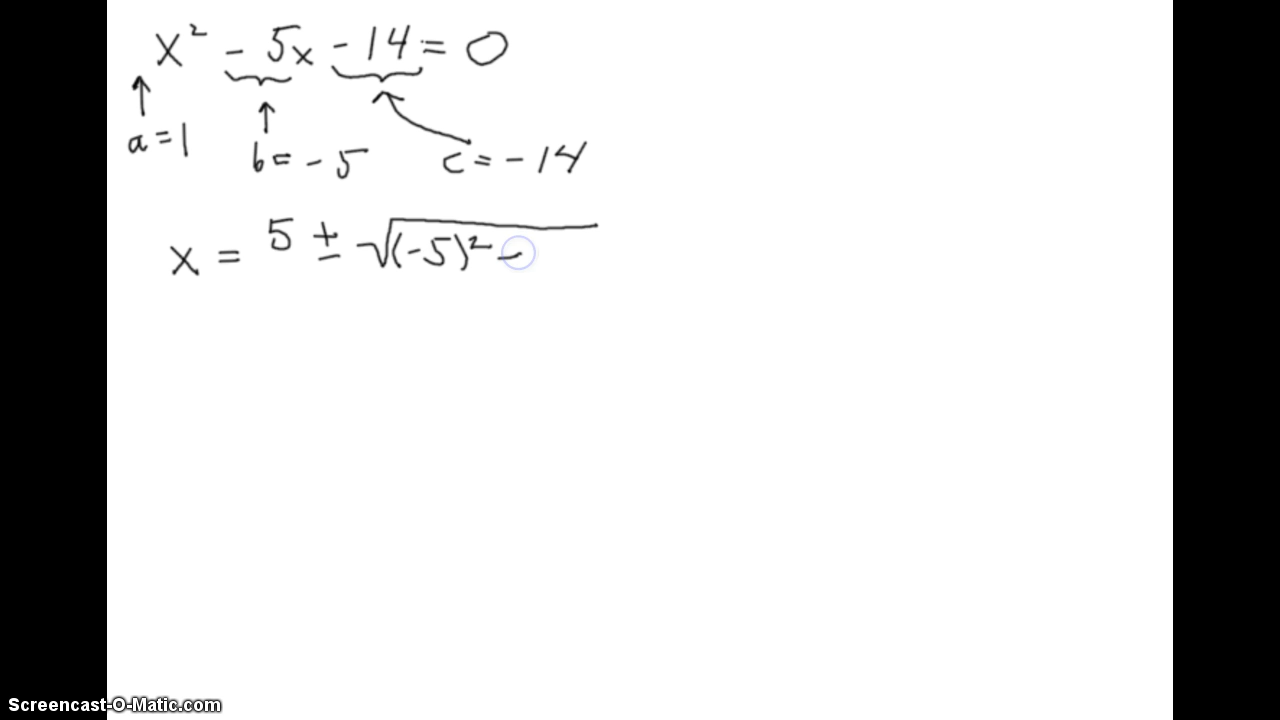 x² - 5x - 14 = 0
a = 1 b = - 5 c = - 14
x = 5 ± √(-5)² -
Screencast-O-Matic.com